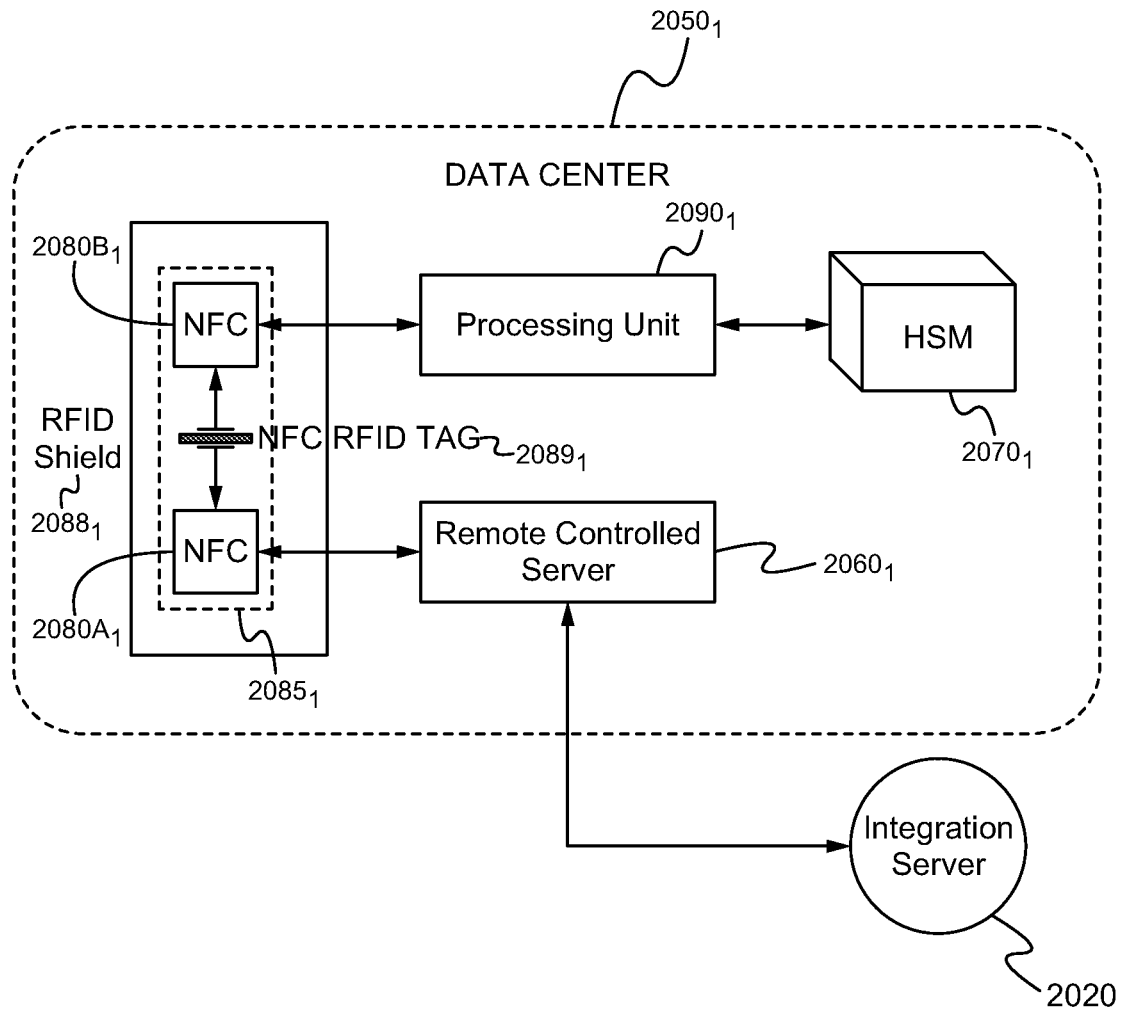 2050₁
DATA CENTER
2090₁
2080B₁
NFC
Processing Unit
HSM
RFID
Shield
NFC RFID TAG
2089₁
2070₁
2088₁
NFC
Remote Controlled
Server
2060₁
2080A₁
2085₁
Integration
Server
2020